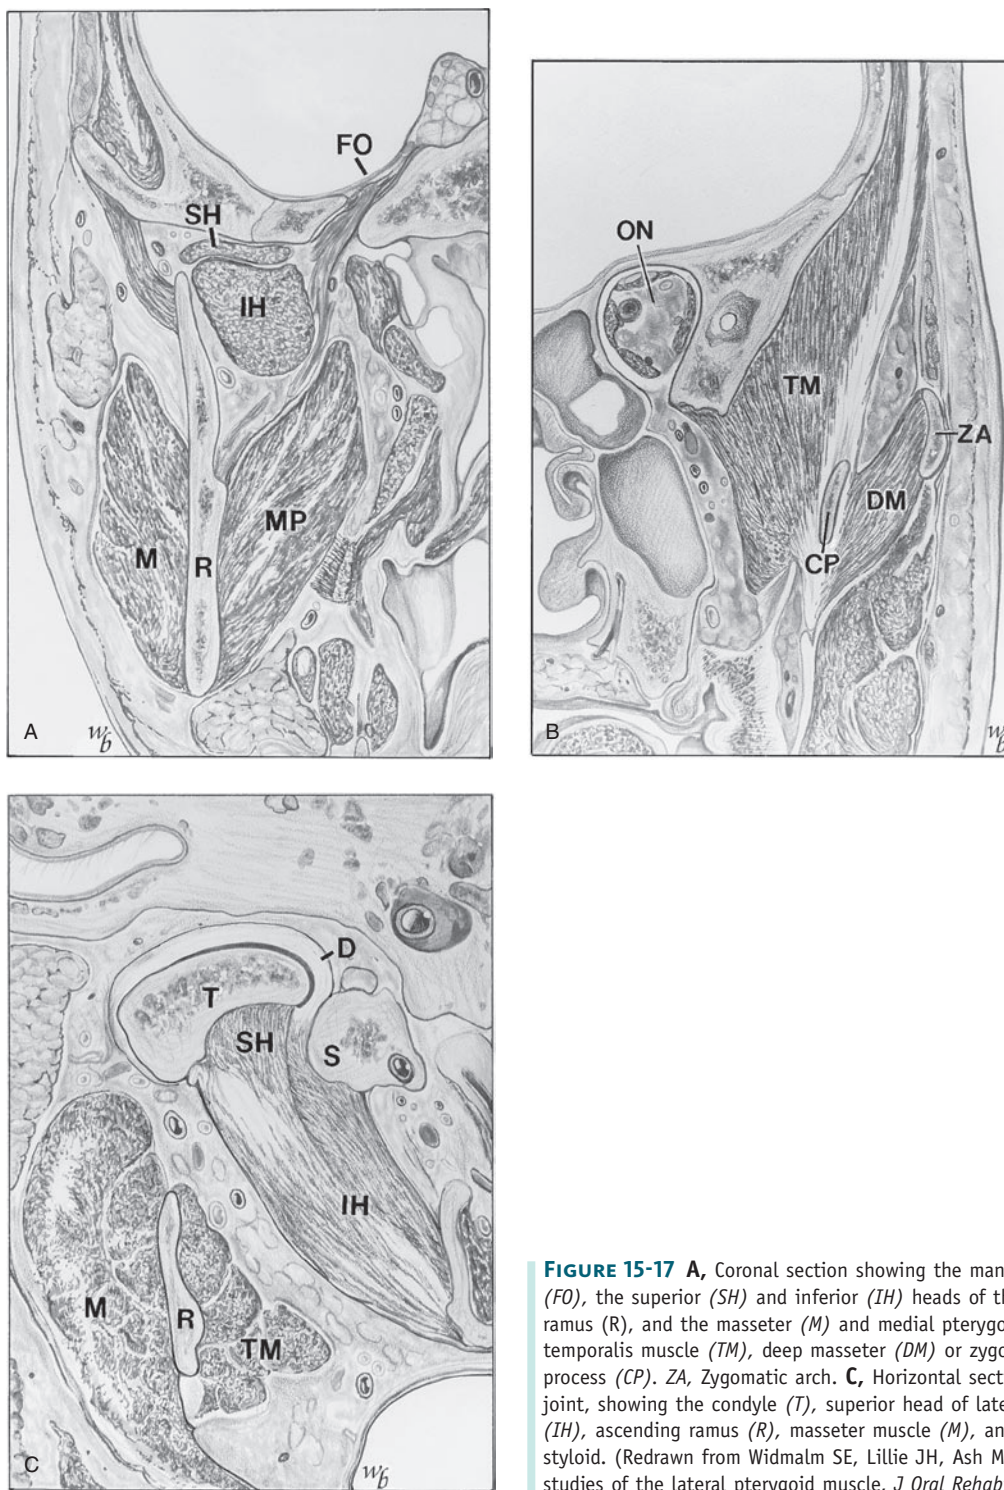 FO
SH
IH
M
R
MP
A
wb
ON
TM
ZA
DM
CP
B
w
D
T
SH
S
IH
M
R
TM
C
wb
FIGURE 15-17 A, Coronal section showing the man
(FO), the superior (SH) and inferior (IH) heads of th
ramus (R), and the masseter (M) and medial pterygo
temporalis muscle (TM), deep masseter (DM) or zygo
process (CP). ZA, Zygomatic arch. C, Horizontal secti
joint, showing the condyle (T), superior head of late
(IH), ascending ramus (R), masseter muscle (M), an
styloid. (Redrawn from Widmalm SE, Lillie JH, Ash M
studies of the lateral pterygoid muscle. J Oral Rehab